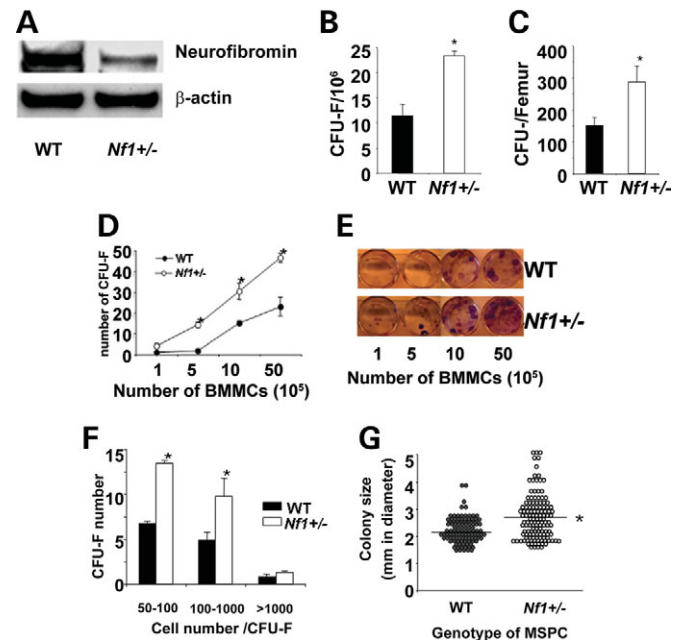 A
Neurofibromin
β-actin
WT Nf1+/-
B
CFU-F/10⁶
25
20
15
10
5
0
*
WT Nf1+/-
C
CFU-/Femur
400
300
200
100
0
*
WT Nf1+/-
D
number of CFU-F
50
40
30
20
10
0
WT
Nf1+/-
* * *
1 5 10 50
Number of BMMCs (10⁵)
E
WT
Nf1+/-
1 5 10 50
Number of BMMCs (10⁵)
F
CFU-F number
15
10
5
0
* *
WT
Nf1+/-
50-100 100-1000 >1000
Cell number /CFU-F
G
Colony size
(mm in diameter)
5
4
3
2
1
0
*
WT Nf1+/-
Genotype of MSPC